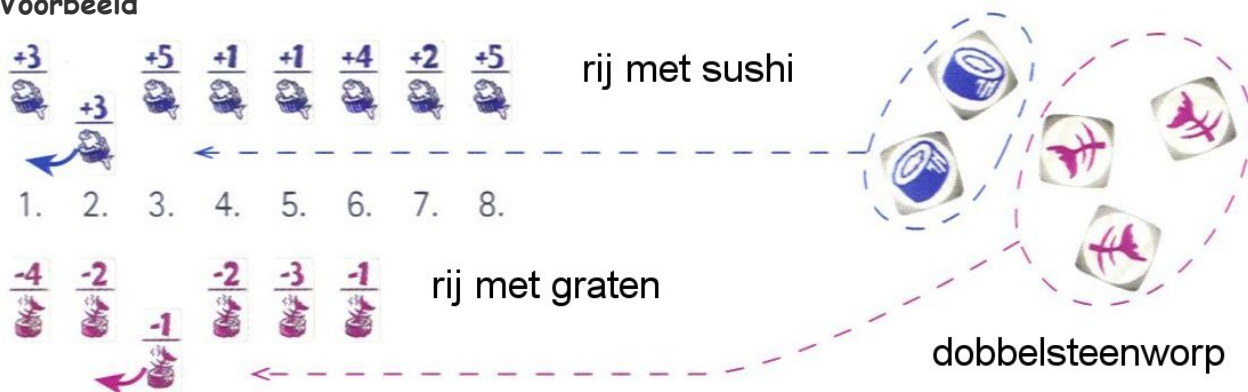 Voorbeeld
+3 +5 +1 +1 +4 +2 +5
+3
rij met sushi
1. 2. 3. 4. 5. 6. 7. 8.
-4 -2 -2 -3 -1
-1
rij met graten
dobbelsteenworp